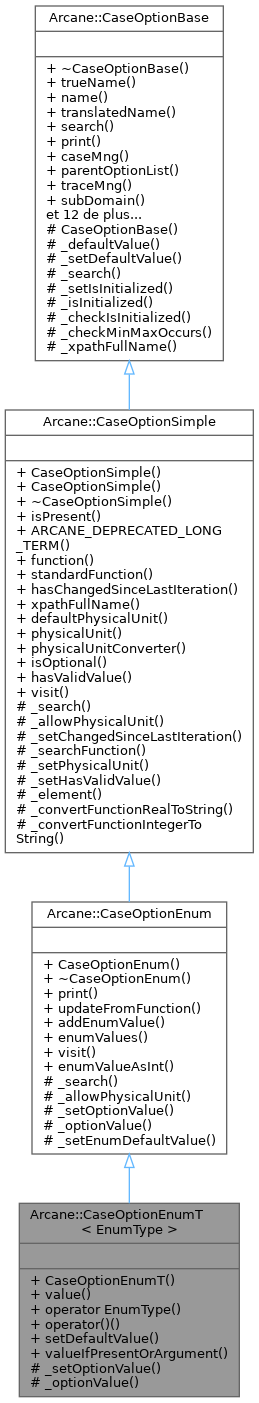 Arcane::CaseOptionBase
+ ~CaseOptionBase()
+ trueName()
+ name()
+ translatedName()
+ search()
+ print()
+ caseMng()
+ parentOptionList()
+ traceMng()
+ subDomain()
et 12 de plus...
# CaseOptionBase()
# _defaultValue()
# _setDefaultValue()
# _search()
# _setIsInitialized()
# _isInitialized()
# _checkIsInitialized()
# _checkMinMaxOccurs()
# _xpathFullName()
Arcane::CaseOptionSimple
+ CaseOptionSimple()
+ CaseOptionSimple()
+ ~CaseOptionSimple()
+ isPresent()
+ ARCANE_DEPRECATED_LONG
_TERM()
+ function()
+ standardFunction()
+ hasChangedSinceLastIteration()
+ xpathFullName()
+ defaultPhysicalUnit()
+ physicalUnit()
+ physicalUnitConverter()
+ isOptional()
+ hasValidValue()
+ visit()
# _search()
# _allowPhysicalUnit()
# _setChangedSinceLastIteration()
# _searchFunction()
# _setPhysicalUnit()
# _setHasValidValue()
# _element()
# _convertFunctionRealToString()
# _convertFunctionIntegerTo
String()
Arcane::CaseOptionEnum
+ CaseOptionEnum()
+ ~CaseOptionEnum()
+ print()
+ updateFromFunction()
+ addEnumValue()
+ enumValues()
+ visit()
+ enumValueAsInt()
# _search()
# _allowPhysicalUnit()
# _setOptionValue()
# _optionValue()
# _setEnumDefaultValue()
Arcane::CaseOptionEnumT
< EnumType >
+ CaseOptionEnumT()
+ value()
+ operator EnumType()
+ operator()()
+ setDefaultValue()
+ valueIfPresentOrArgument()
# _setOptionValue()
# _optionValue()